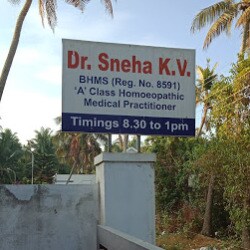 Dr. Sneha K.V.
BHMS (Reg. No. 8591)
'A' Class Homoeopathic
Medical Practitioner
Timings 8.30 to 1pm